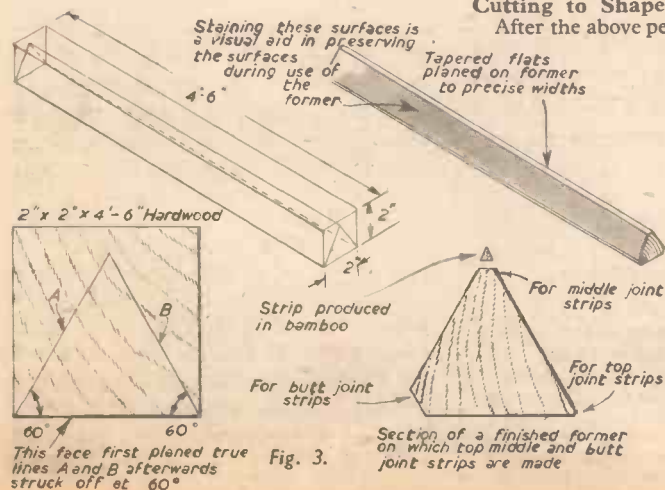 Cutting to Shape
After the above pe
Staining these surfaces is
a visual aid in preserving
the surfaces
during use of
the
former
Tapered flats
planed on former
to precise widths
4'-6"
2"
2"
2" x 2" x 4'-6" Hardwood
A
B
60°
60°
This face first planed true
lines A and B afterwards
struck off at 60°
Fig. 3.
Strip produced
in bamboo
For middle joint
strips
For butt joint
strips
For top
joint strips
Section of a finished former
on which top middle and butt
joint strips are made